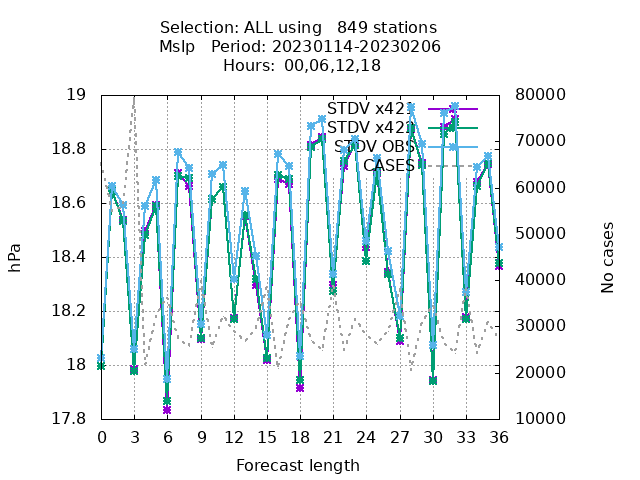 Selection: ALL using 849 stations
Mslp Period: 20230114-20230206
Hours: 00,06,12,18
19
18.8
18.6
18.4
18.2
18
17.8
80000
70000
60000
50000
40000
30000
20000
10000
STDV
STDV
STDV OBS
CASES
hPa
No cases
0 3 6 9 12 15 18 21 24 27 30 33 36
Forecast length